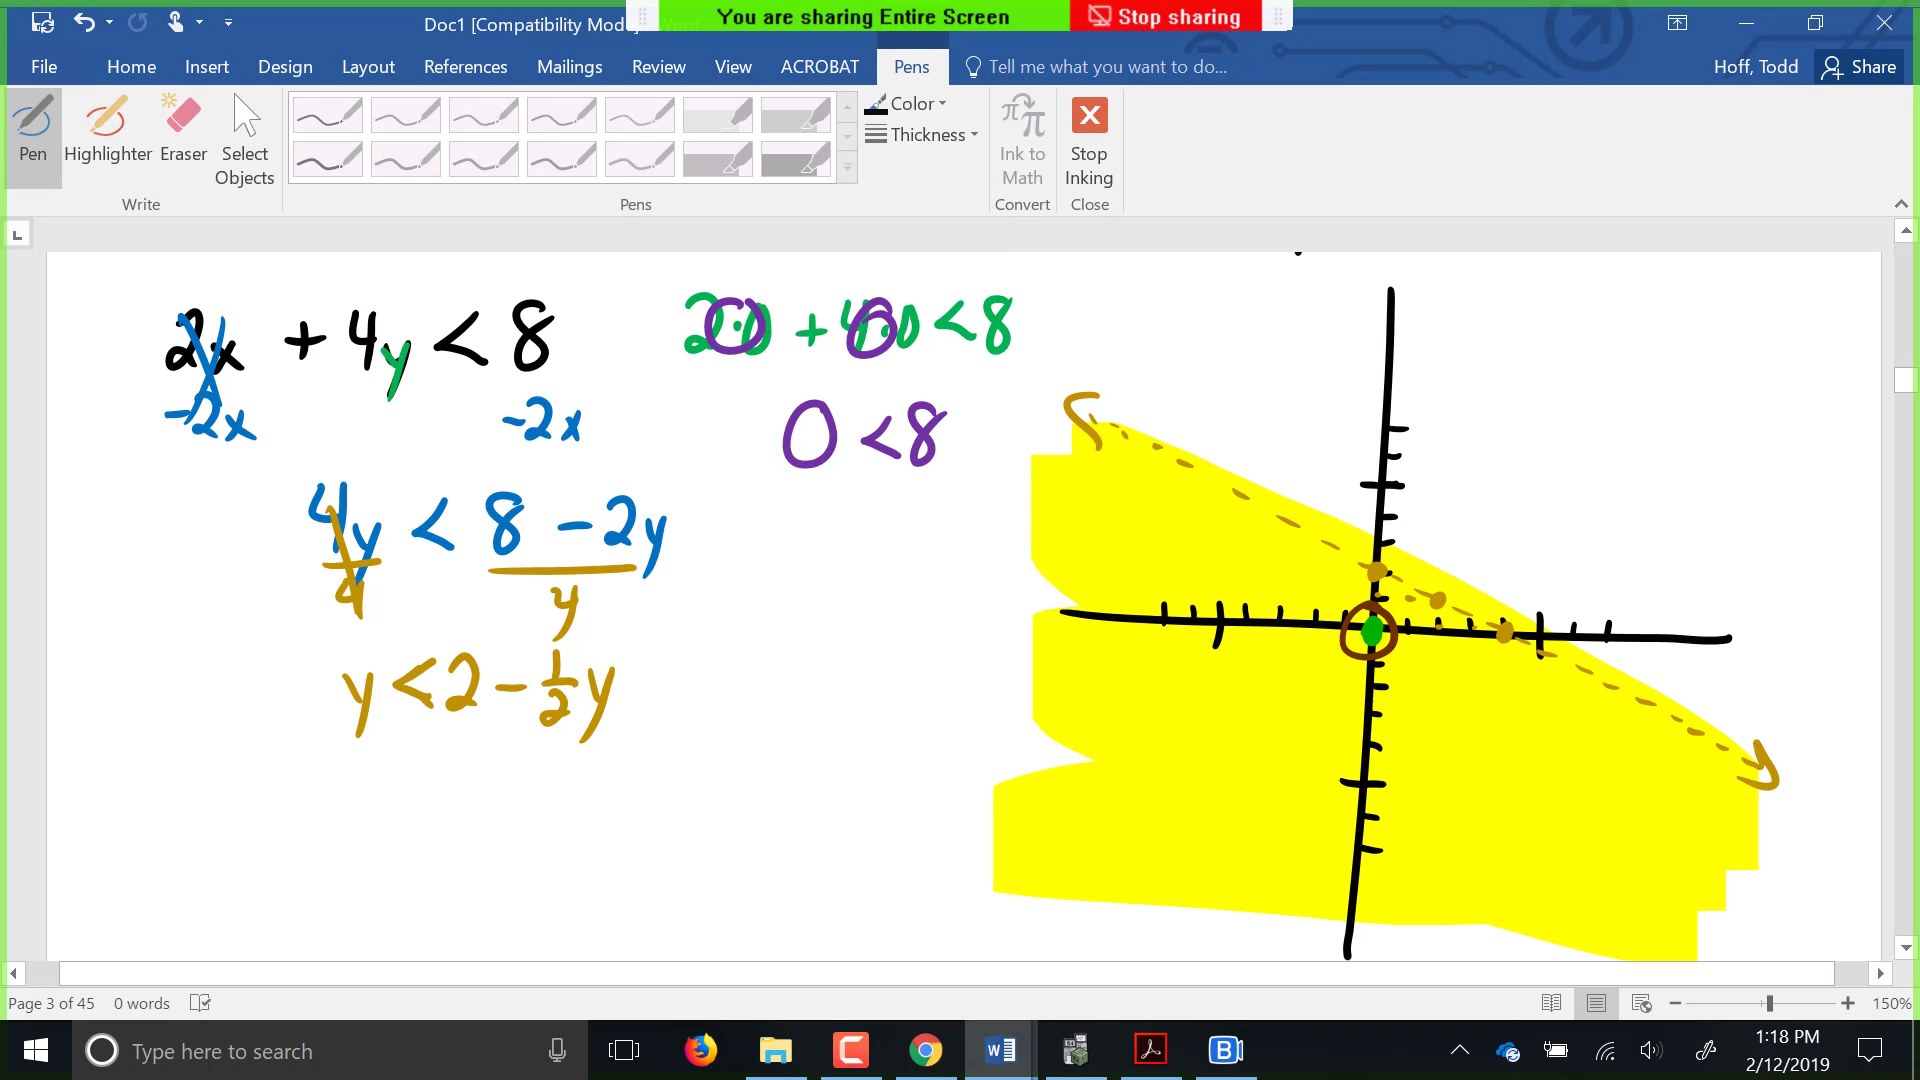 Doc1 [Compatibility Mod
You are sharing Entire Screen
Stop sharing
File Home Insert Design Layout References Mailings Review View ACROBAT Pens Tell me what you want to do... Hoff, Todd Share
Pen Highlighter Eraser Select Objects
Color
Thickness
Ink to Math
Stop Inking
Write Pens Convert Close
2x + 4y < 8
-2x -2x
4y < 8 - 2y
4 y
y < 2 - 1/2 y
2·0 + 4·0 < 8
0 < 8
Page 3 of 45 0 words 150%
Type here to search
1:18 PM
2/12/2019